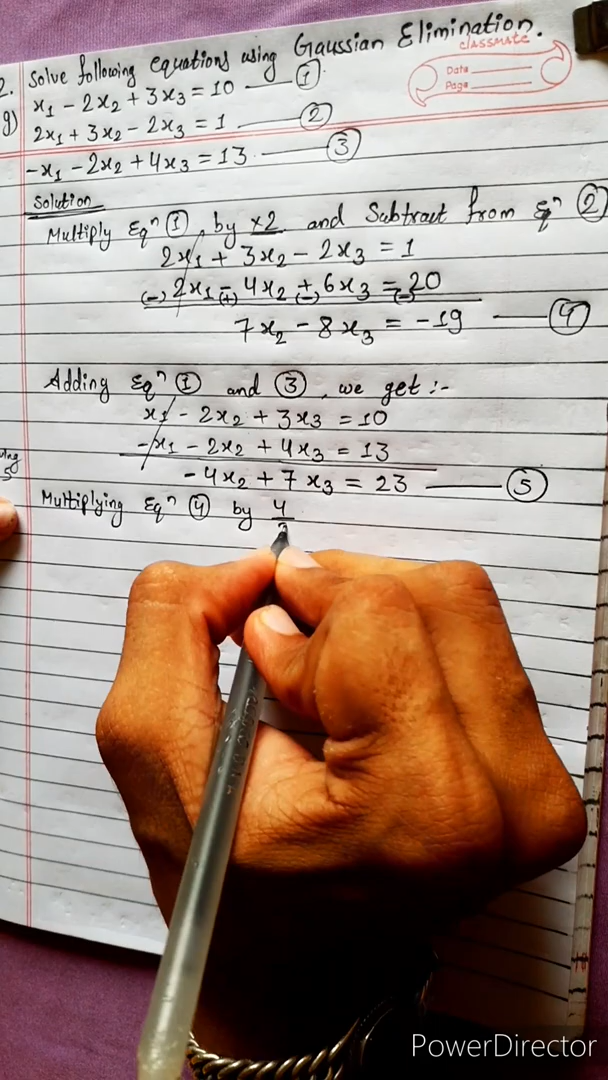 2. Solve following equations using Gaussian Elimination.
classmate
Date
Page
g) x₁ - 2x₂ + 3x₃ = 10 — ①
2x₁ + 3x₂ - 2x₃ = 1 — ②
-x₁ - 2x₂ + 4x₃ = 13 — ③
Solution
Multiply Eqⁿ ①, by ×2 and Subtract from Eqⁿ ②
2x₁ + 3x₂ - 2x₃ = 1
(-) 2x₁ - (+) 4x₂ + (-) 6x₃ = (-) 20
7x₂ - 8x₃ = -19 — ④
Adding Eqⁿ ① and ③, we get :-
x₁ - 2x₂ + 3x₃ = 10
-x₁ - 2x₂ + 4x₃ = 13
-4x₂ + 7x₃ = 23 — ⑤
Multiplying Eqⁿ ④ by 4
PowerDirector